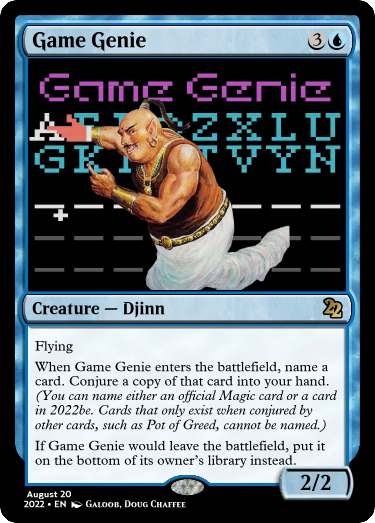 Game Genie
3
Game Genie
ZXLU
VYN
Creature — Djinn
22
Flying
When Game Genie enters the battlefield, name a
card. Conjure a copy of that card into your hand.
(You can name either an official Magic card or a card
in 2022be. Cards that only exist when conjured by
other cards, such as Pot of Greed, cannot be named.)
If Game Genie would leave the battlefield, put it
on the bottom of its owner's library instead.
2/2
August 20
2022 • EN Galoob, Doug Chaffee